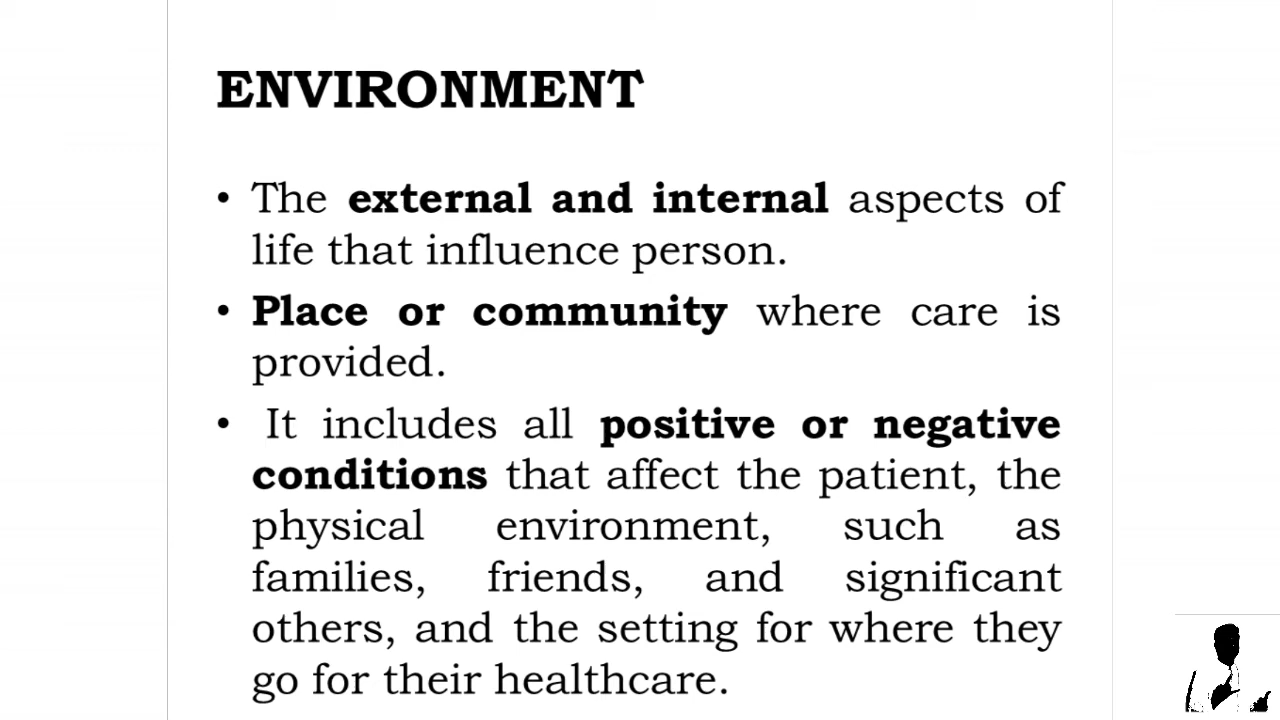 ENVIRONMENT
• The external and internal aspects of
life that influence person.
• Place or community where care is
provided.
• It includes all positive or negative
conditions that affect the patient, the
physical environment, such as
families, friends, and significant
others, and the setting for where they
go for their healthcare.